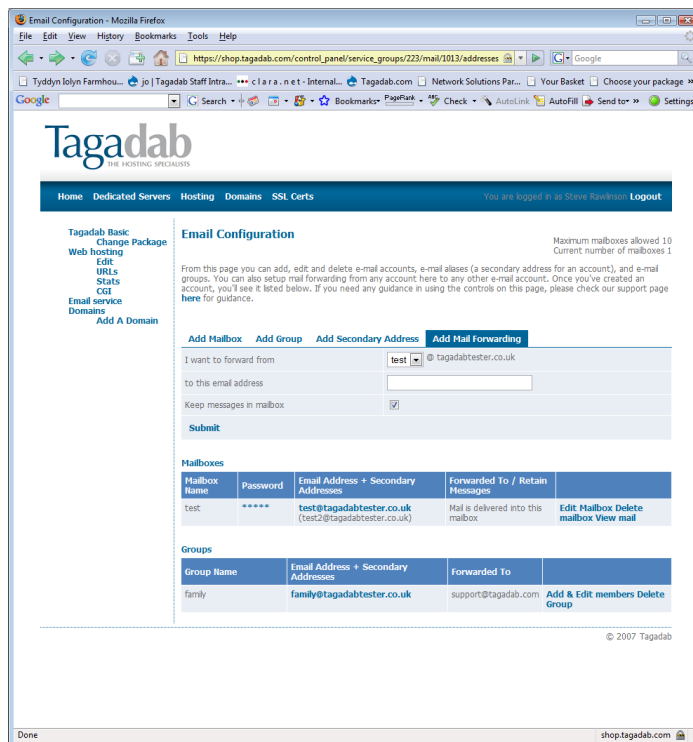 Email Configuration - Mozilla Firefox
File Edit View History Bookmarks Tools Help
https://shop.tagadab.com/control_panel/service_groups/223/mail/1013/addresses
Google
Tyddyn Iolyn Farmhou... jo | Tagadab Staff Intra... c l a r a . n e t - Internal... Tagadab.com Network Solutions Par... Your Basket Choose your package »
Google Search Bookmarks PageRank Check AutoLink AutoFill Send to » Settings
Tagadab
THE HOSTING SPECIALISTS
Home Dedicated Servers Hosting Domains SSL Certs You are logged in as Steve Rawlinson Logout
Tagadab Basic
Change Package
Web hosting
Edit
URLs
Stats
CGI
Email service
Domains
Add A Domain
Email Configuration
Maximum mailboxes allowed 10
Current number of mailboxes 1
From this page you can add, edit and delete e-mail accounts, e-mail aliases (a secondary address for an account), and e-mail
groups. You can also setup mail forwarding from any account here to any other e-mail account. Once you've created an
account, you'll see it listed below. If you need any guidance in using the controls on this page, please check our support page
here for guidance.
Add Mailbox Add Group Add Secondary Address Add Mail Forwarding
I want to forward from test @ tagadabtester.co.uk
to this email address
Keep messages in mailbox
Submit
Mailboxes
Mailbox Name Password Email Address + Secondary Addresses Forwarded To / Retain Messages
test ***** test@tagadabtester.co.uk (test2@tagadabtester.co.uk) Mail is delivered into this mailbox Edit Mailbox Delete mailbox View mail
Groups
Group Name Email Address + Secondary Addresses Forwarded To
family family@tagadabtester.co.uk support@tagadab.com Add & Edit members Delete Group
© 2007 Tagadab
Done shop.tagadab.com